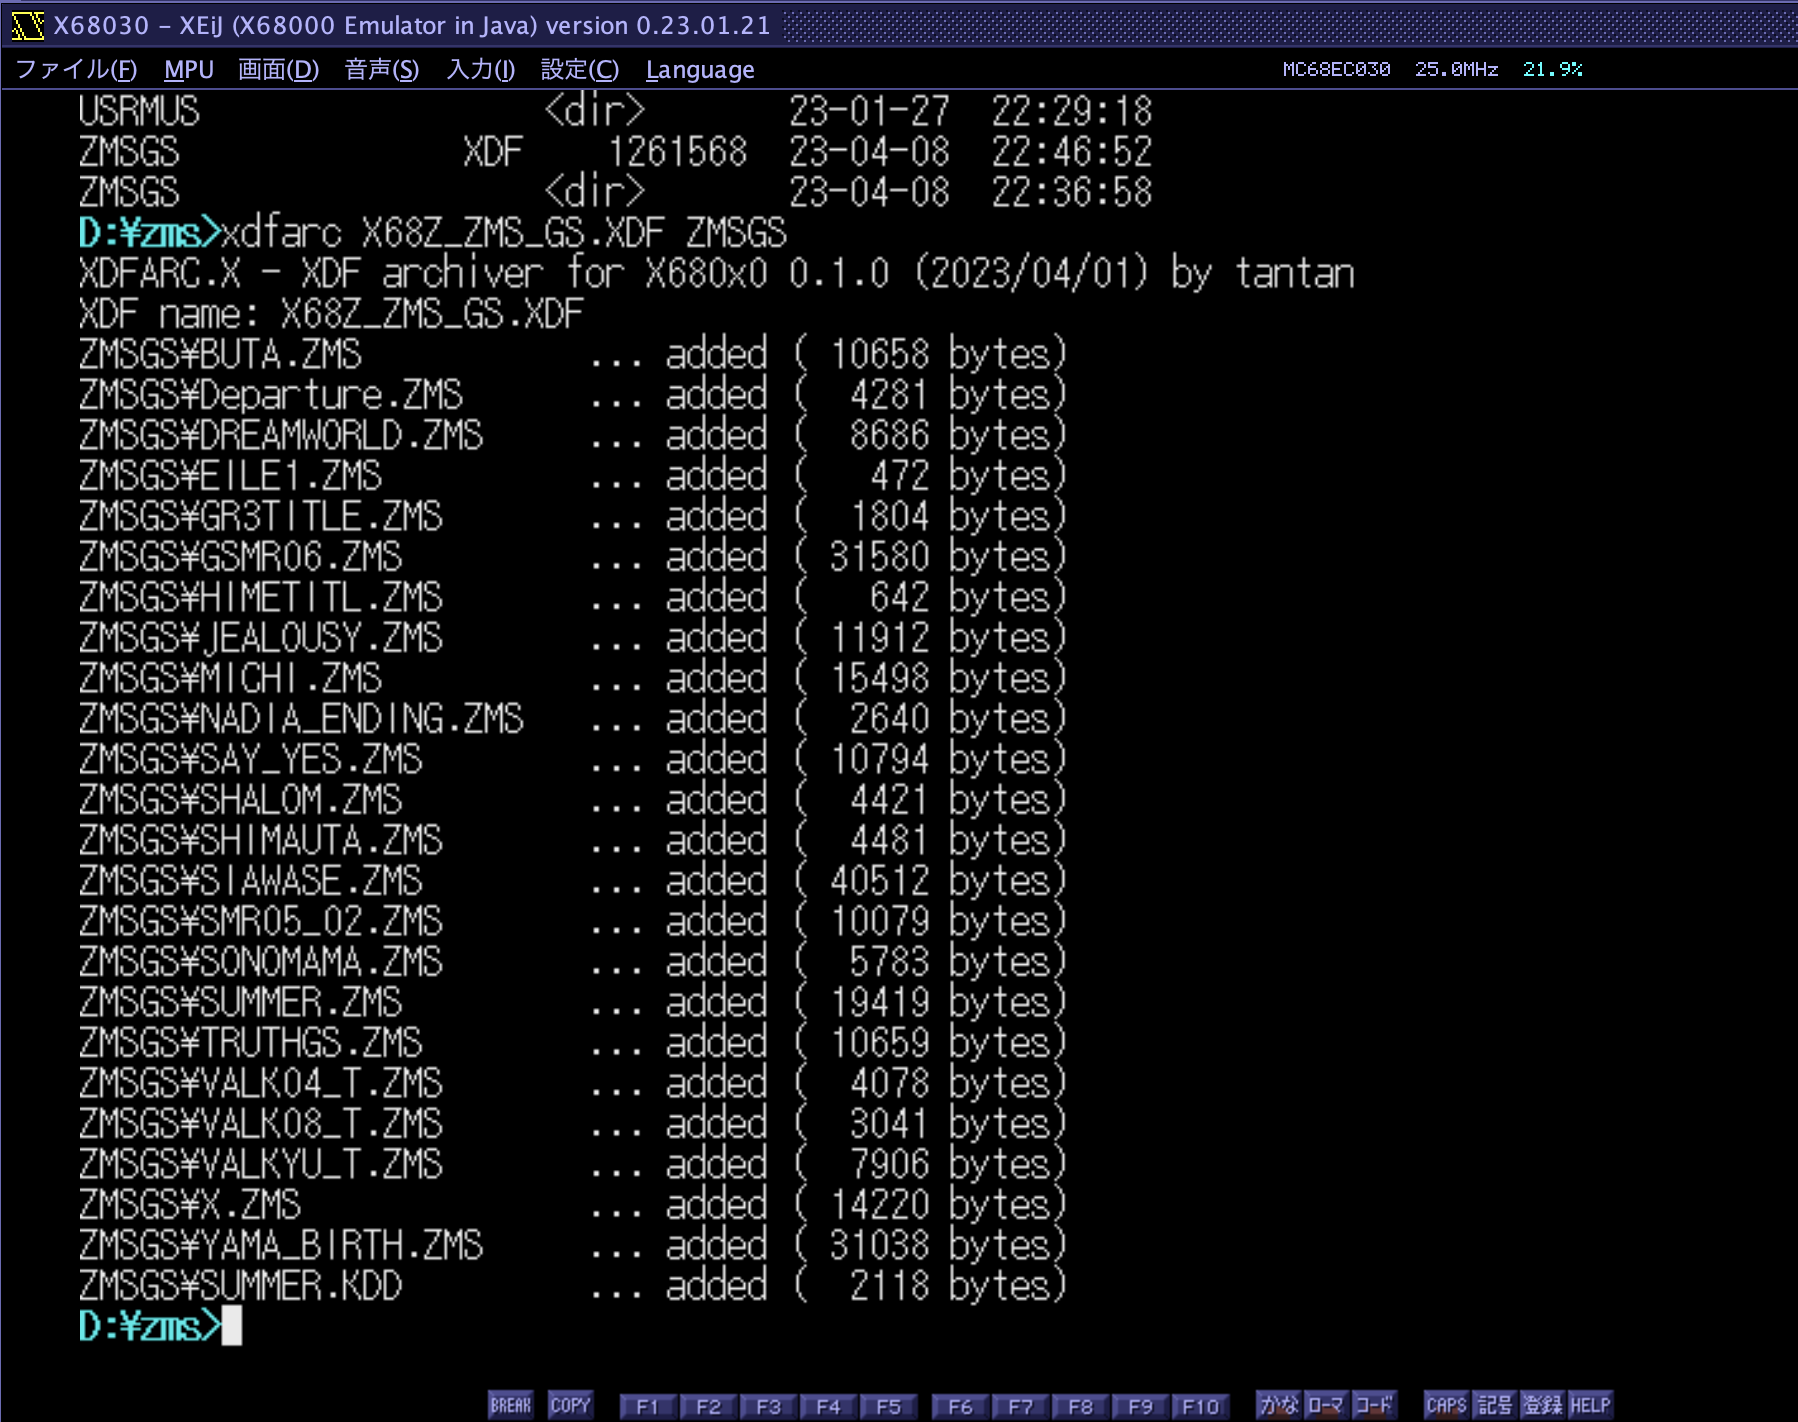 X68030 - XEiJ (X68000 Emulator in Java) version 0.23.01.21
ファイル(F) MPU 画面(D) 音声(S) 入力(I) 設定(C) Language MC68EC030 25.0MHz 21.9%
USRMUS <dir> 23-01-27 22:29:18
ZMSGS XDF 1261568 23-04-08 22:46:52
ZMSGS <dir> 23-04-08 22:36:58
D:¥zms>xdfarc X68Z_ZMS_GS.XDF ZMSGS
XDFARC.X - XDF archiver for X680x0 0.1.0 (2023/04/01) by tantan
XDF name: X68Z_ZMS_GS.XDF
ZMSGS¥BUTA.ZMS ... added ( 10658 bytes)
ZMSGS¥Departure.ZMS ... added ( 4281 bytes)
ZMSGS¥DREAMWORLD.ZMS ... added ( 8686 bytes)
ZMSGS¥EILE1.ZMS ... added ( 472 bytes)
ZMSGS¥GR3TITLE.ZMS ... added ( 1804 bytes)
ZMSGS¥GSMR06.ZMS ... added ( 31580 bytes)
ZMSGS¥HIMETITL.ZMS ... added ( 642 bytes)
ZMSGS¥JEALOUSY.ZMS ... added ( 11912 bytes)
ZMSGS¥MICHI.ZMS ... added ( 15498 bytes)
ZMSGS¥NADIA_ENDING.ZMS ... added ( 2640 bytes)
ZMSGS¥SAY_YES.ZMS ... added ( 10794 bytes)
ZMSGS¥SHALOM.ZMS ... added ( 4421 bytes)
ZMSGS¥SHIMAUTA.ZMS ... added ( 4481 bytes)
ZMSGS¥SIAWASE.ZMS ... added ( 40512 bytes)
ZMSGS¥SMR05_02.ZMS ... added ( 10079 bytes)
ZMSGS¥SONOMAMA.ZMS ... added ( 5783 bytes)
ZMSGS¥SUMMER.ZMS ... added ( 19419 bytes)
ZMSGS¥TRUTHGS.ZMS ... added ( 10659 bytes)
ZMSGS¥VALK04_T.ZMS ... added ( 4078 bytes)
ZMSGS¥VALK08_T.ZMS ... added ( 3041 bytes)
ZMSGS¥VALKYU_T.ZMS ... added ( 7906 bytes)
ZMSGS¥X.ZMS ... added ( 14220 bytes)
ZMSGS¥YAMA_BIRTH.ZMS ... added ( 31038 bytes)
ZMSGS¥SUMMER.KDD ... added ( 2118 bytes)
D:¥zms>
BREAK COPY F1 F2 F3 F4 F5 F6 F7 F8 F9 F10 かな ローマ コード CAPS 記号 登録 HELP